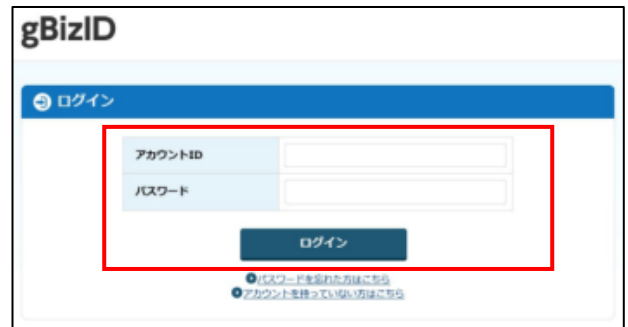 gBizID
ログイン
アカウントID
パスワード
ログイン
パスワードを忘れた方はこちら
アカウントを持っていない方はこちら